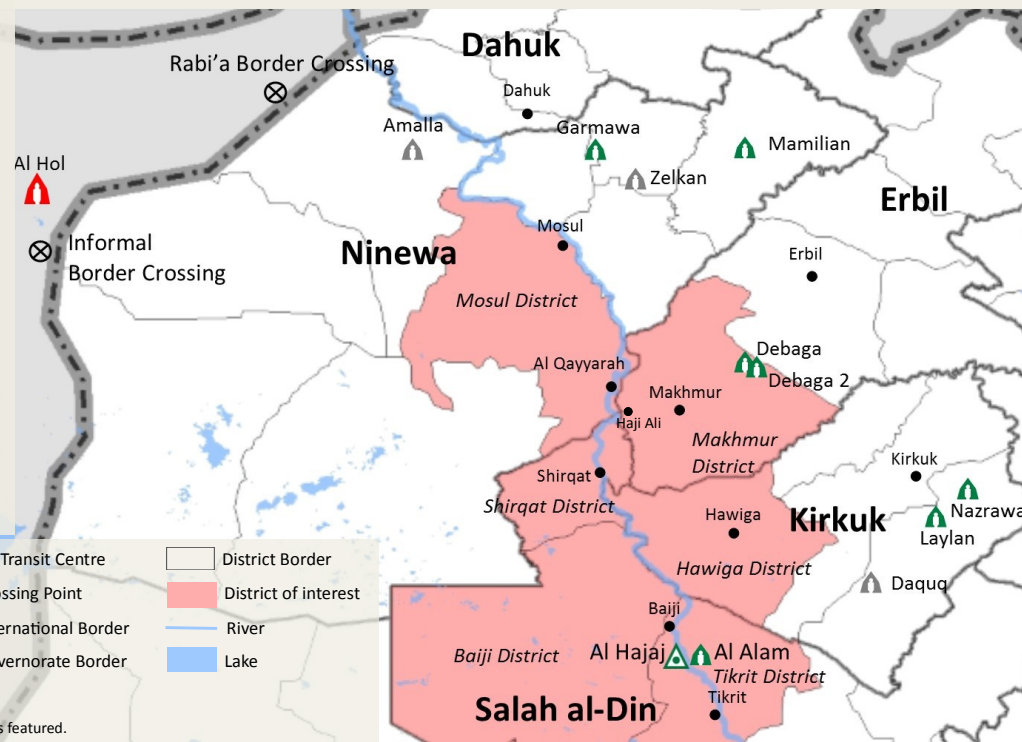 Dahuk
Rabi'a Border Crossing
Dahuk
Amalla
Garmawa
Mamilian
Al Hol
Zelkan
Erbil
Mosul
Informal
Border Crossing
Ninewa
Erbil
Mosul District
Debaga
Al Qayyarah
Debaga 2
Makhmur
Haji Ali
Makhmur
District
Kirkuk
Shirqat
Shirqat District
Hawiga
Kirkuk
Nazrawa
Laylan
Transit Centre
District Border
Hawiga District
Daquq
ossing Point
District of interest
Baiji
ernational Border
River
Baiji District
Al Hajaj
Al Alam
vernorate Border
Lake
Tikrit District
Salah al-Din
Tikrit
s featured.